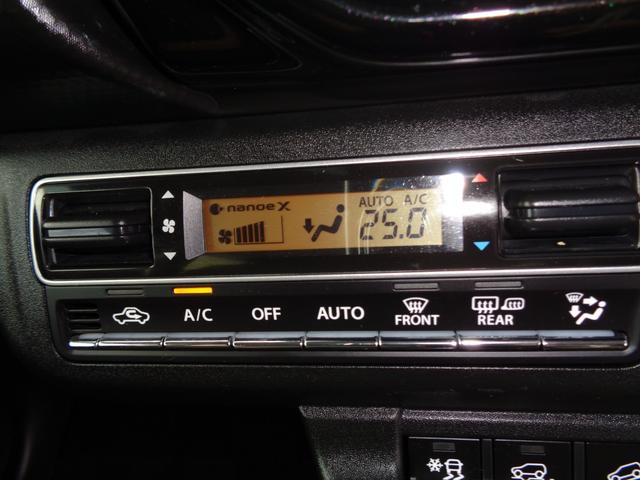 nanoe X
AUTO A/C
25.0
A/C OFF AUTO FRONT REAR